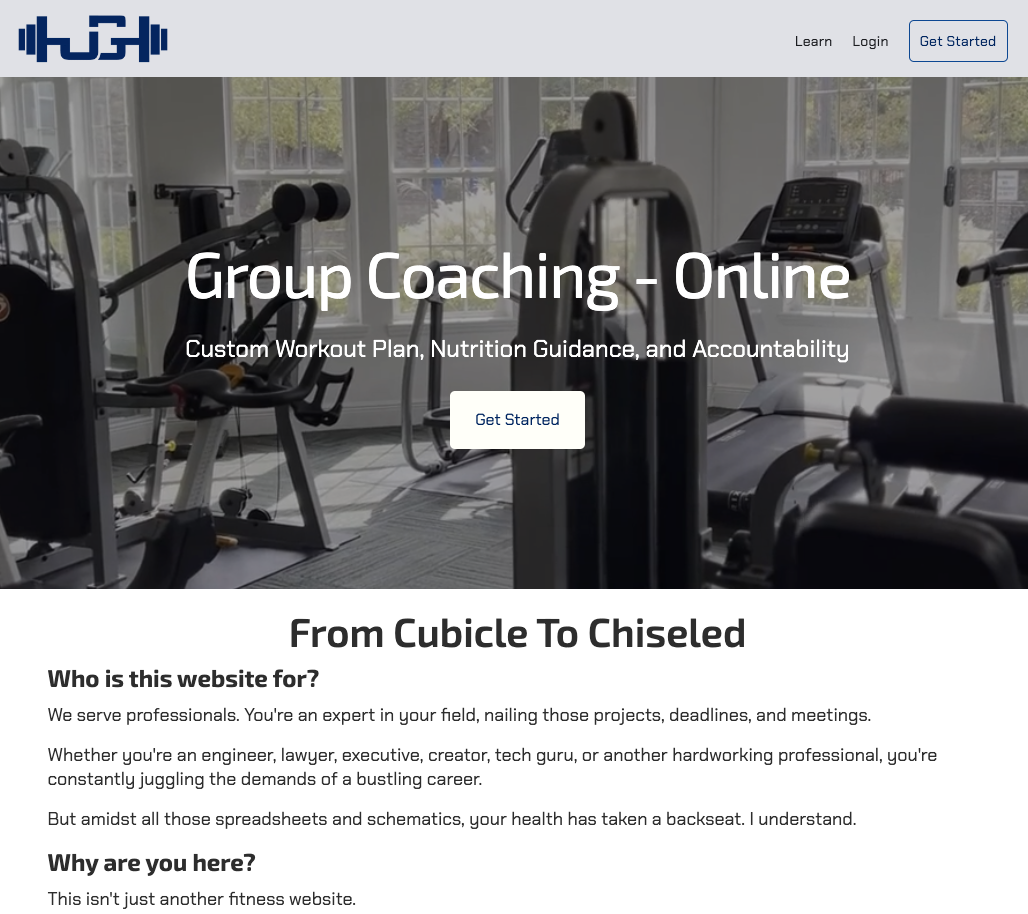 Learn
Login
Get Started
Group Coaching - Online
Custom Workout Plan, Nutrition Guidance, and Accountability
Get Started
From Cubicle To Chiseled
Who is this website for?
We serve professionals. You're an expert in your field, nailing those projects, deadlines, and meetings.
Whether you're an engineer, lawyer, executive, creator, tech guru, or another hardworking professional, you're
constantly juggling the demands of a bustling career.
But amidst all those spreadsheets and schematics, your health has taken a backseat. I understand.
Why are you here?
This isn't just another fitness website.